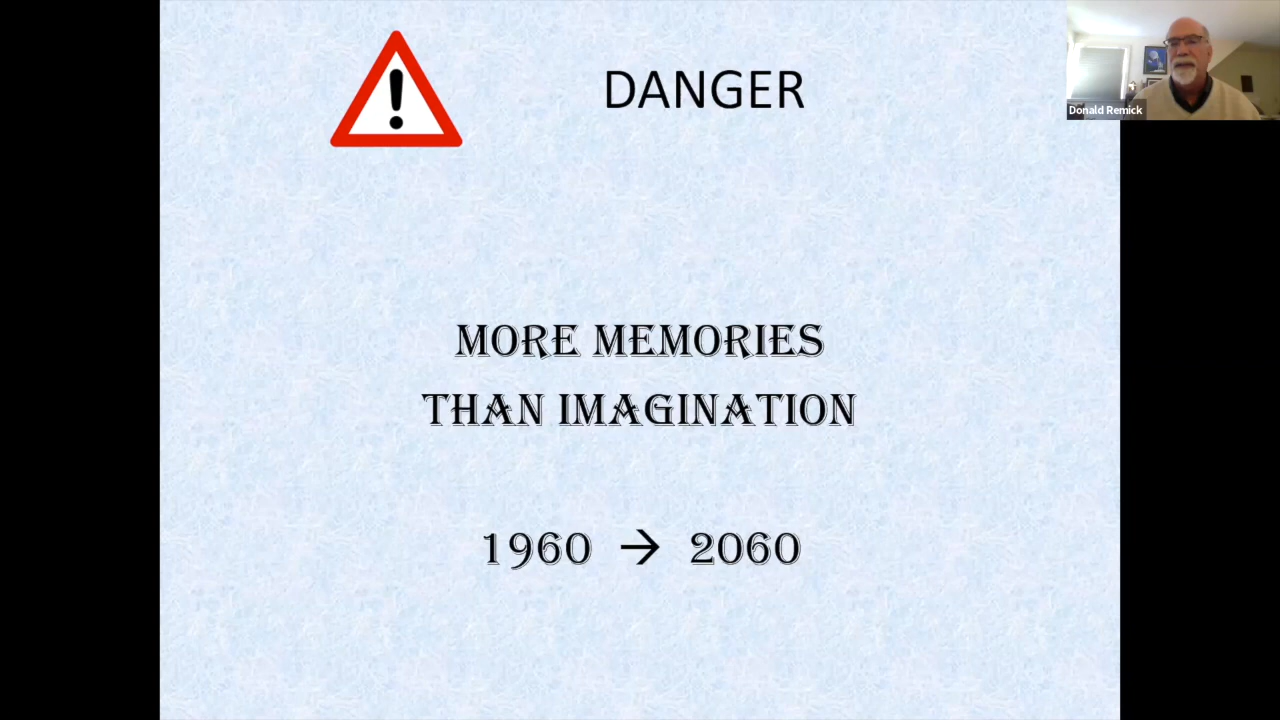 DANGER
Donald Remick
MORE MEMORIES
THAN IMAGINATION
1960 → 2060